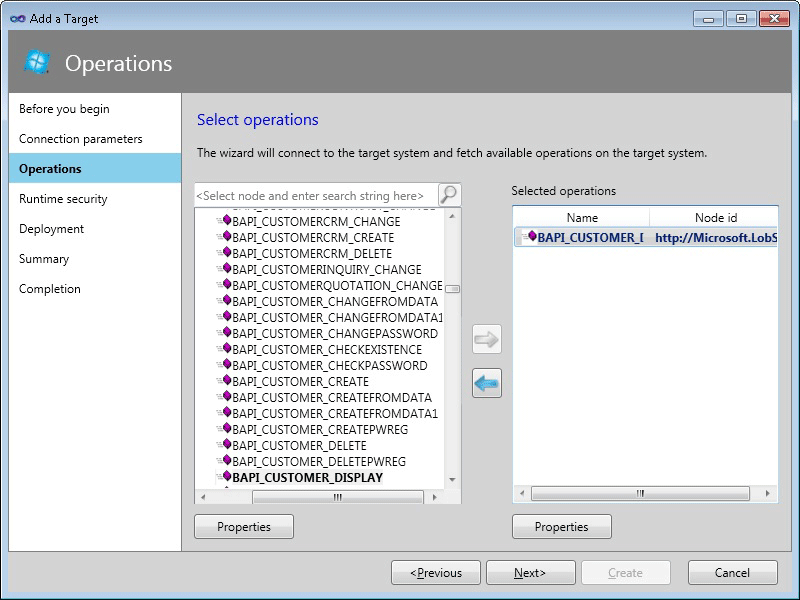 Add a Target
Operations
Before you begin
Connection parameters
Operations
Runtime security
Deployment
Summary
Completion
Select operations
The wizard will connect to the target system and fetch available operations on the target system.
<Select node and enter search string here>
BAPI_CUSTOMERCRM_CHANGE
BAPI_CUSTOMERCRM_CREATE
BAPI_CUSTOMERCRM_DELETE
BAPI_CUSTOMERINQUIRY_CHANGE
BAPI_CUSTOMERQUOTATION_CHANGE
BAPI_CUSTOMER_CHANGEFROMDATA
BAPI_CUSTOMER_CHANGEFROMDATA1
BAPI_CUSTOMER_CHANGEPASSWORD
BAPI_CUSTOMER_CHECKEXISTENCE
BAPI_CUSTOMER_CHECKPASSWORD
BAPI_CUSTOMER_CREATE
BAPI_CUSTOMER_CREATEFROMDATA
BAPI_CUSTOMER_CREATEFROMDATA1
BAPI_CUSTOMER_CREATEPWREG
BAPI_CUSTOMER_DELETE
BAPI_CUSTOMER_DELETEPWREG
BAPI_CUSTOMER_DISPLAY
Properties
Selected operations
Name Node id
BAPI_CUSTOMER_D http://Microsoft.LobS
Properties
<Previous
Next>
Create
Cancel